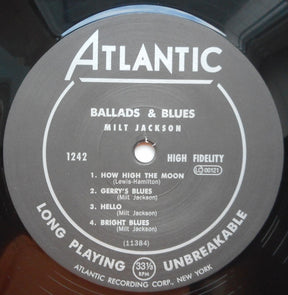 ATLANTIC
BALLADS & BLUES
MILT JACKSON
1242
HIGH FIDELITY
LC 00121
1. HOW HIGH THE MOON
(Lewis-Hamilton)
2. GERRY'S BLUES
(Milt Jackson)
3. HELLO
(Milt Jackson)
4. BRIGHT BLUES
(Milt Jackson)
(11384)
LONG PLAYING 33⅓ RPM UNBREAKABLE
ATLANTIC RECORDING CORP., NEW YORK